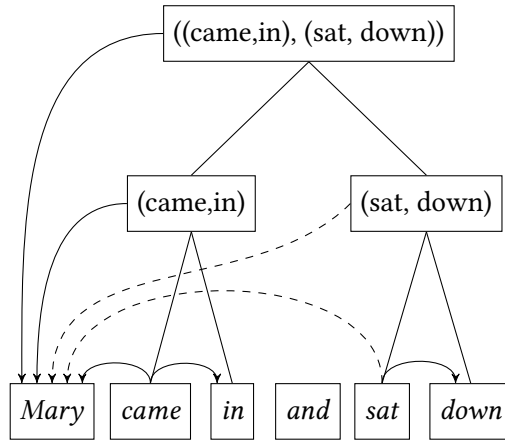 ((came,in), (sat, down))
(came,in) (sat, down)
Mary came in and sat down